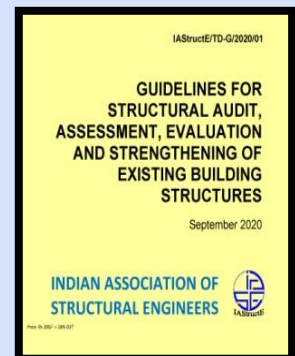 IAStructE/TD-G/2020/01
GUIDELINES FOR
STRUCTURAL AUDIT,
ASSESSMENT, EVALUATION
AND STRENGTHENING OF
EXISTING BUILDING
STRUCTURES
September 2020
INDIAN ASSOCIATION OF
STRUCTURAL ENGINEERS
IAStructE